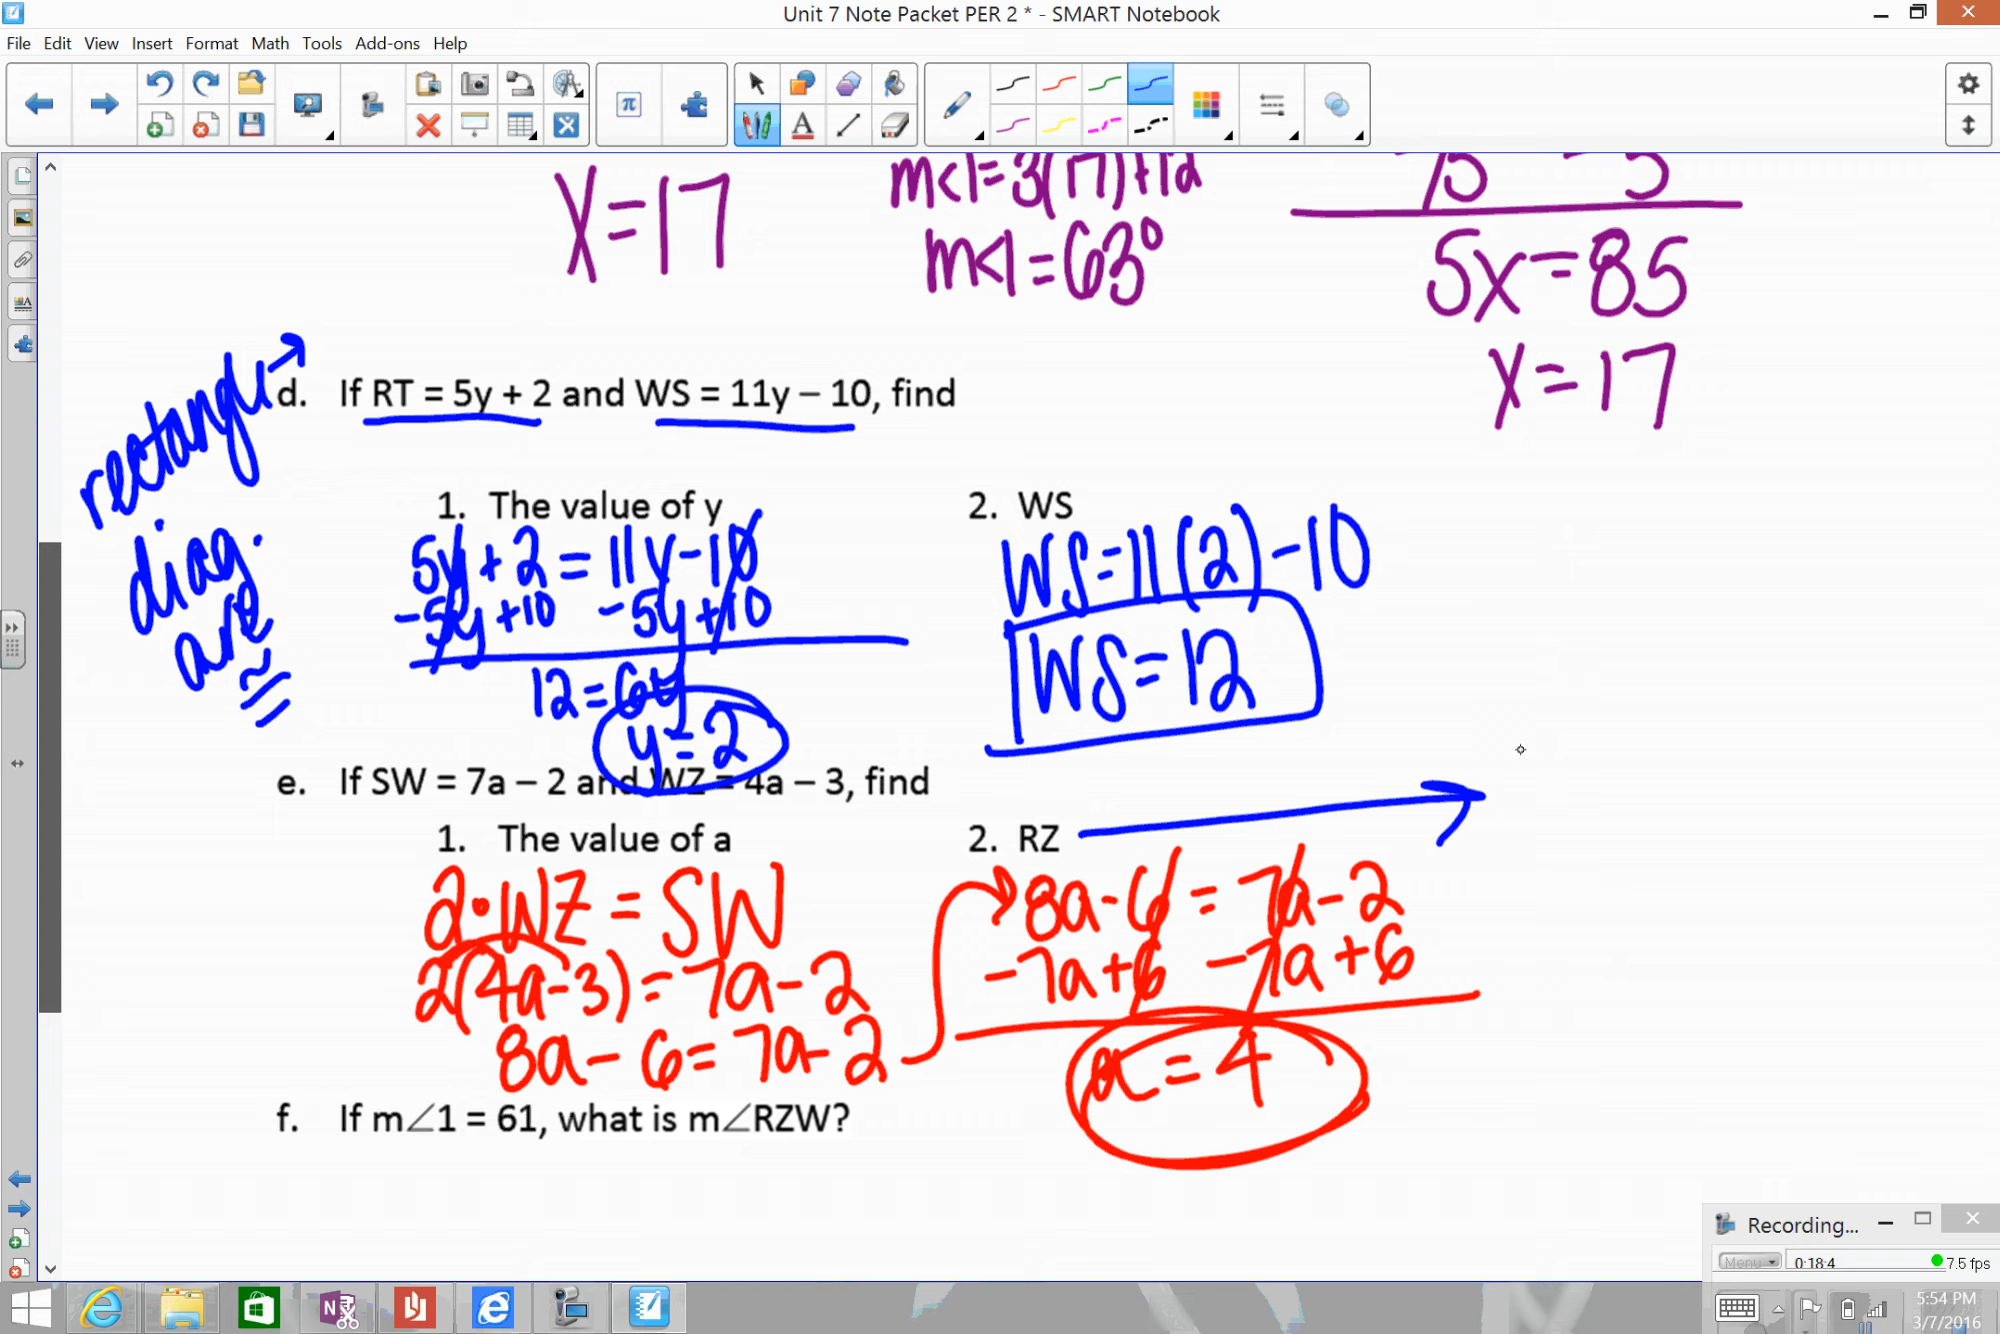 Unit 7 Note Packet PER 2 * - SMART Notebook
File Edit View Insert Format Math Tools Add-ons Help
x=17
m<1=3(17)+12
m<1=63°
5x=85
x=17
rectangle
diag.
are
≅
d. If RT = 5y + 2 and WS = 11y – 10, find
1. The value of y
5y+2=11y-10
-5y+10 -5y+10
12=6y
y=2
2. WS
WS=11(2)-10
WS=12
e. If SW = 7a – 2 and WZ = 4a – 3, find
1. The value of a
2•WZ=SW
2(4a-3)=7a-2
8a-6=7a-2
2. RZ
8a-6=7a-2
-7a+6 -7a+6
a=4
f. If m∠1 = 61, what is m∠RZW?
Recording...
Menu 0:18:4 7.5 fps
5:54 PM
3/7/2016